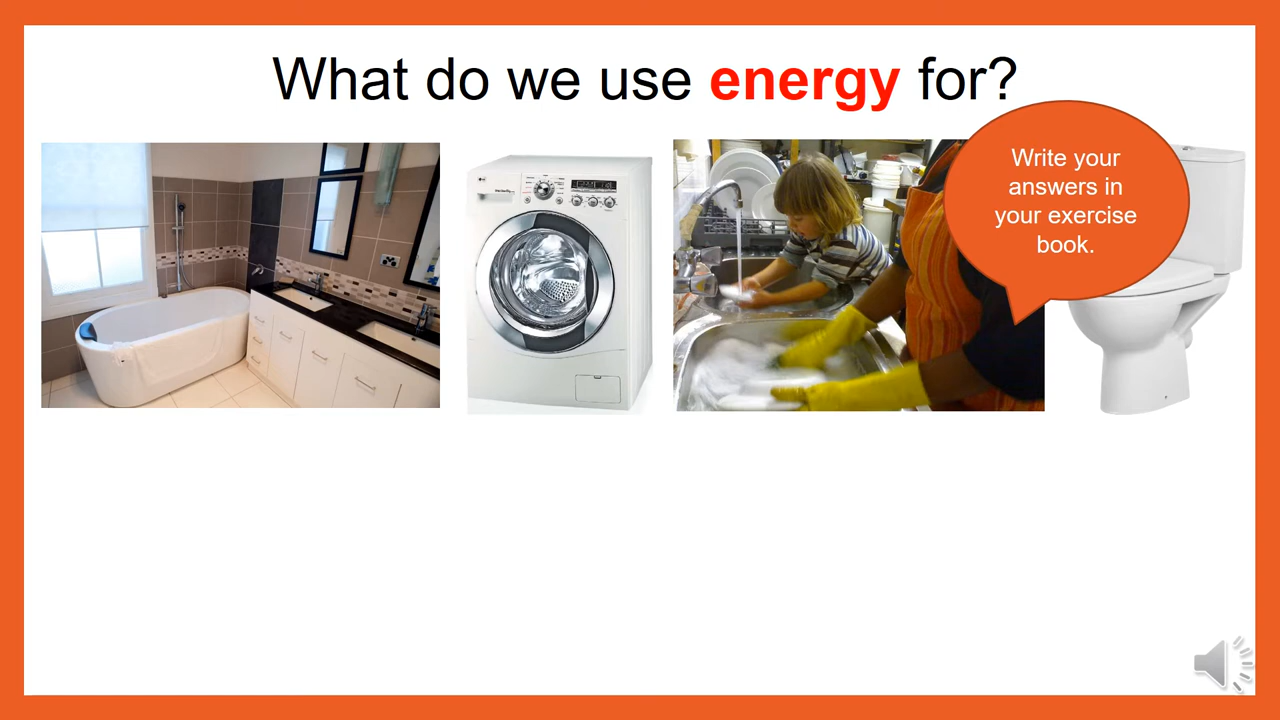 What do we use energy for?
Write your
answers in
your exercise
book.